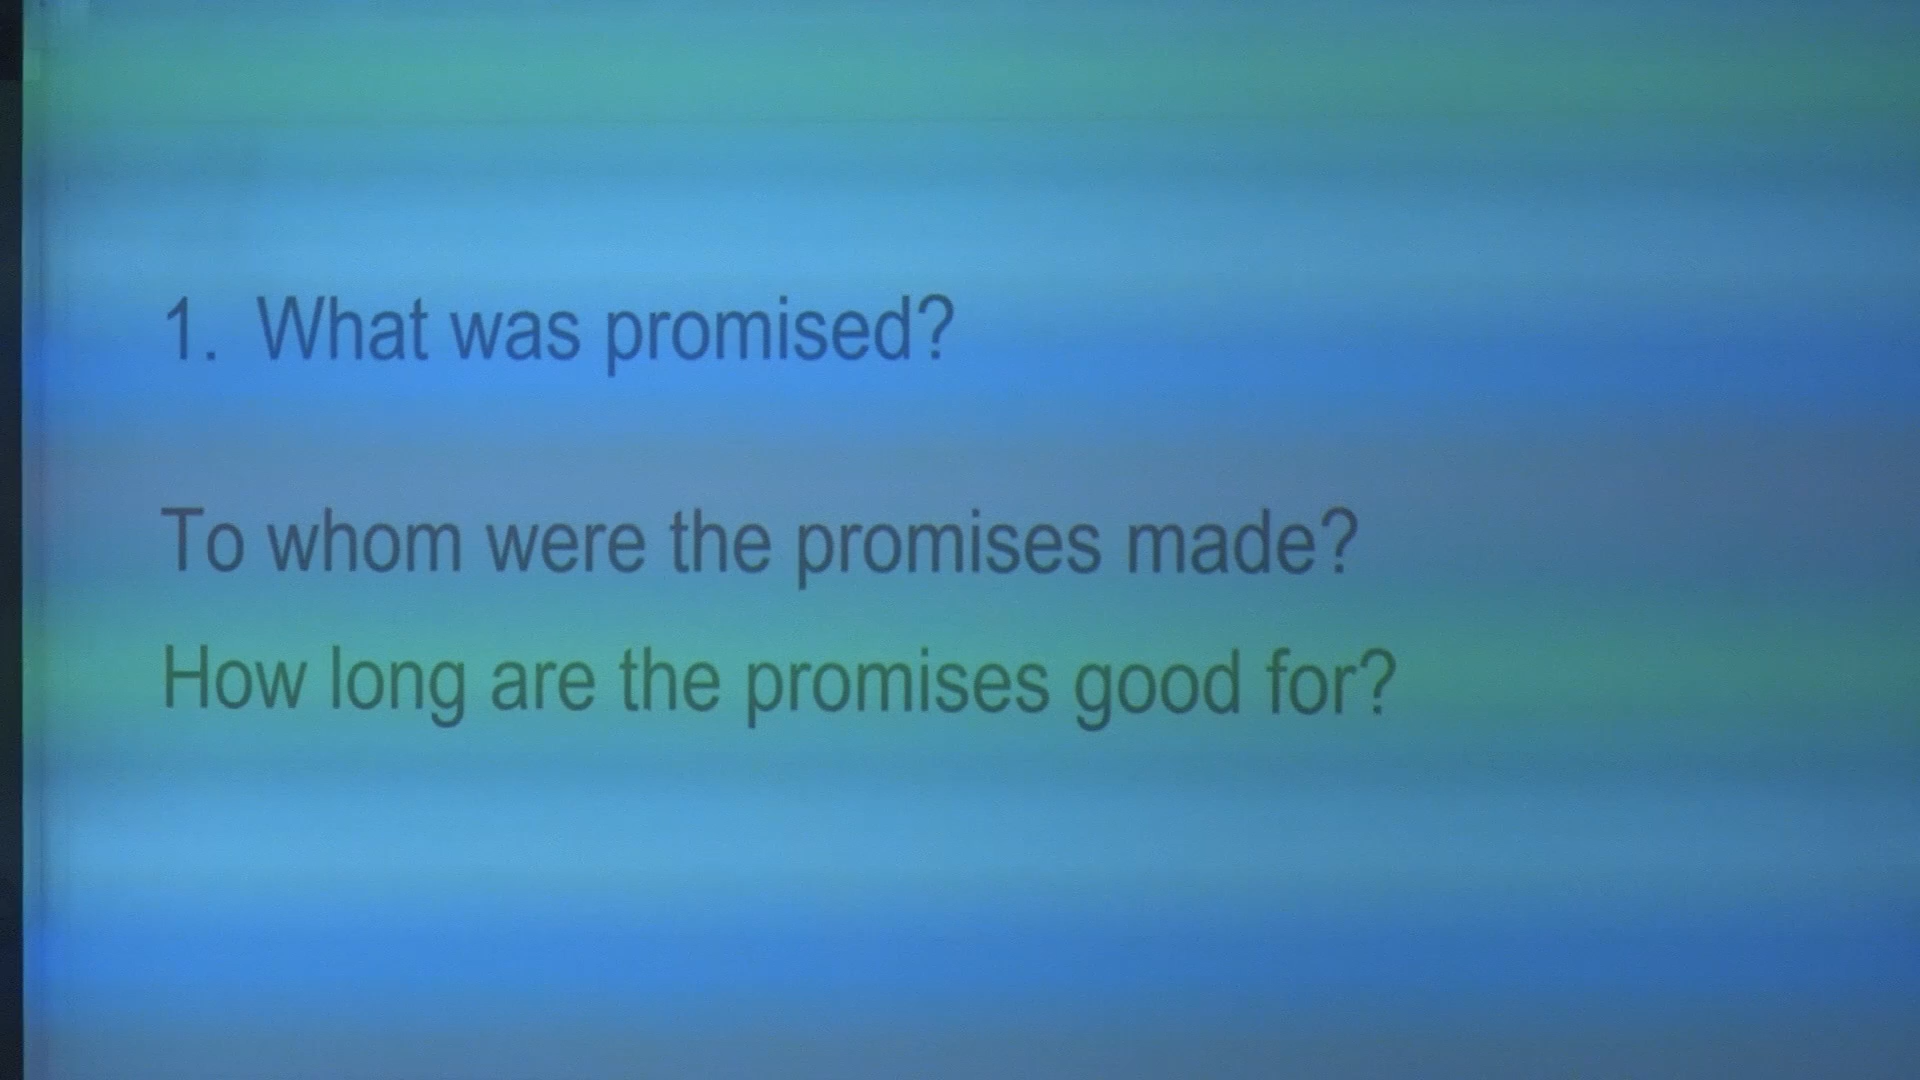 1. What was promised?
To whom were the promises made?
How long are the promises good for?